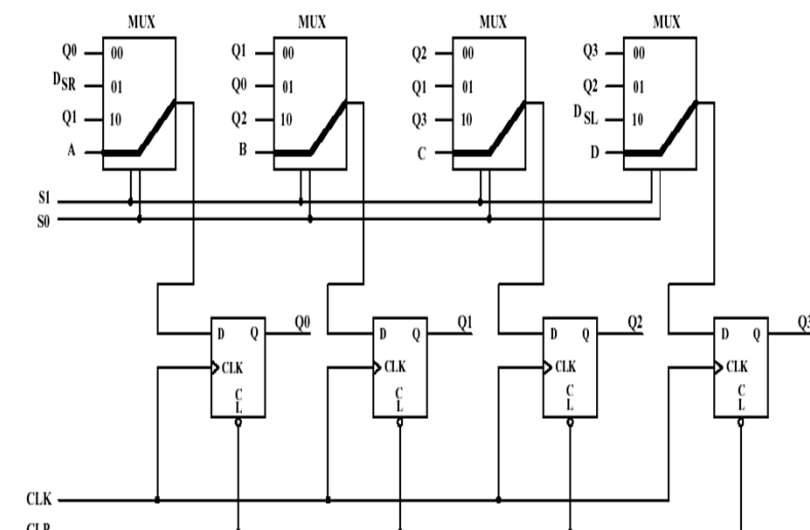 MUX MUX MUX MUX
Q0 00 Q1 00 Q2 00 Q3 00
DSR 01 Q0 01 Q1 01 Q2 01
Q1 10 Q2 10 Q3 10 DSL 10
A B C D
S1
S0
Q0 Q1 Q2 Q3
D Q D Q D Q D Q
CLK CLK CLK CLK
C C C C
L L L L
CLK